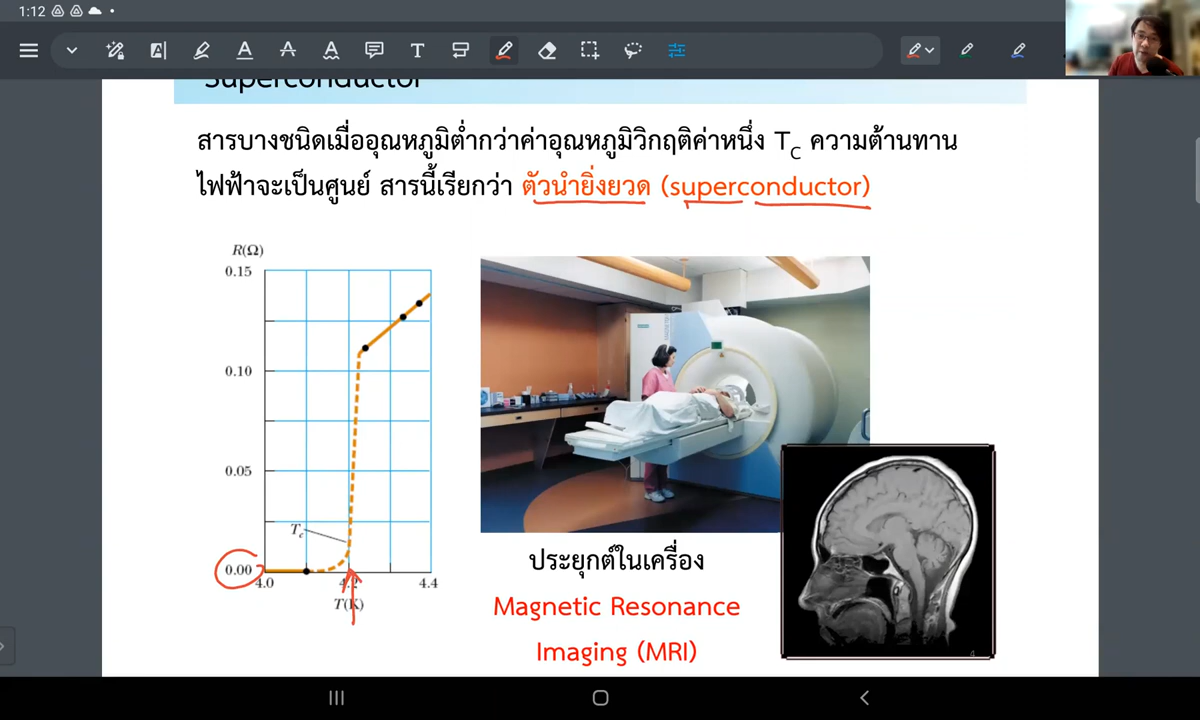 1:12
Superconductor
สารบางชนิดเมื่ออุณหภูมิต่ำกว่าค่าอุณหภูมิวิกฤติค่าหนึ่ง TC ความต้านทาน
ไฟฟ้าจะเป็นศูนย์ สารนี้เรียกว่า ตัวนำยิ่งยวด (superconductor)
R(Ω)
0.15
0.10
0.05
Tc
0.00
4.0
4.2
4.4
T(K)
ประยุกต์ในเครื่อง
Magnetic Resonance
Imaging (MRI)
4